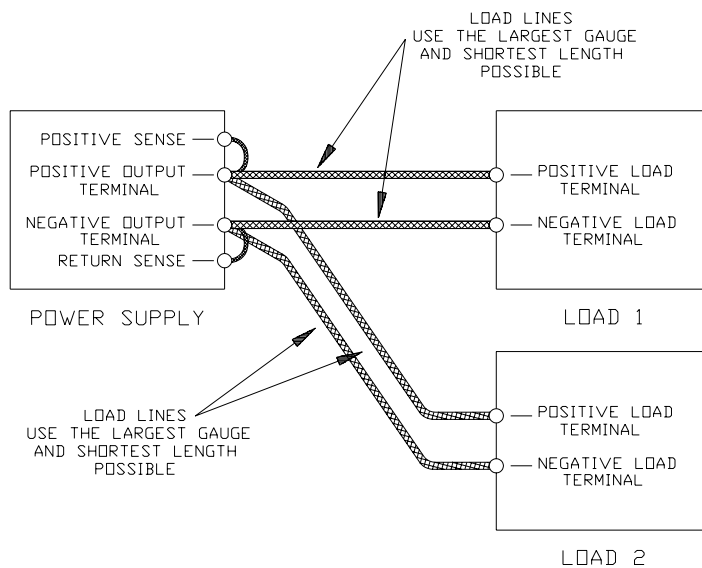 LOAD LINES
USE THE LARGEST GAUGE
AND SHORTEST LENGTH
POSSIBLE
POSITIVE SENSE
POSITIVE OUTPUT
TERMINAL
NEGATIVE OUTPUT
TERMINAL
RETURN SENSE
POWER SUPPLY
POSITIVE LOAD
TERMINAL
NEGATIVE LOAD
TERMINAL
LOAD 1
LOAD LINES
USE THE LARGEST GAUGE
AND SHORTEST LENGTH
POSSIBLE
POSITIVE LOAD
TERMINAL
NEGATIVE LOAD
TERMINAL
LOAD 2